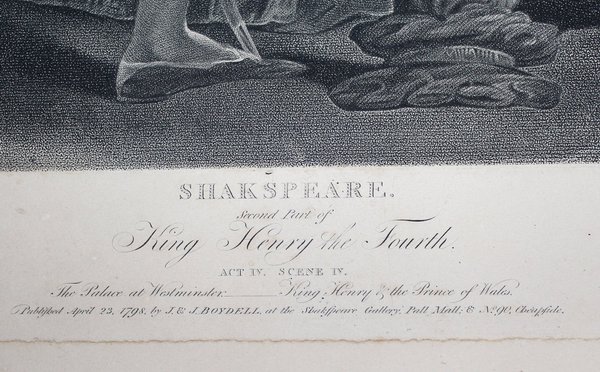 SHAKSPEARE.
Second Part of
King Henry the Fourth.
ACT IV. SCENE IV.
The Palace at Westminster. King Henry & the Prince of Wales.
Published April 23, 1798, by J. & J. BOYDELL, at the Shakspeare Gallery, Pall Mall; & No. 90, Cheapside.